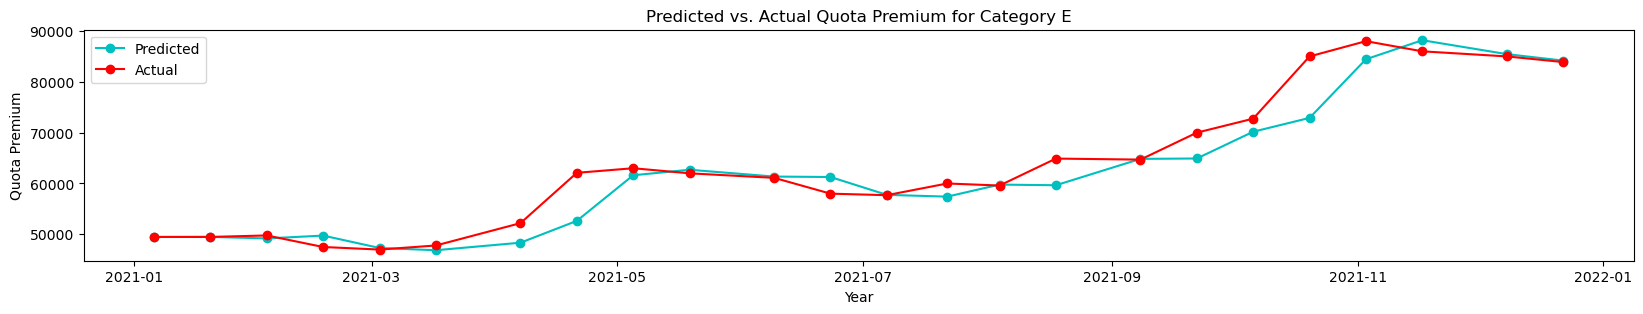 Predicted vs. Actual Quota Premium for Category E
Predicted
Actual
Quota Premium
90000
80000
70000
60000
50000
2021-01
2021-03
2021-05
2021-07
2021-09
2021-11
2022-01
Year